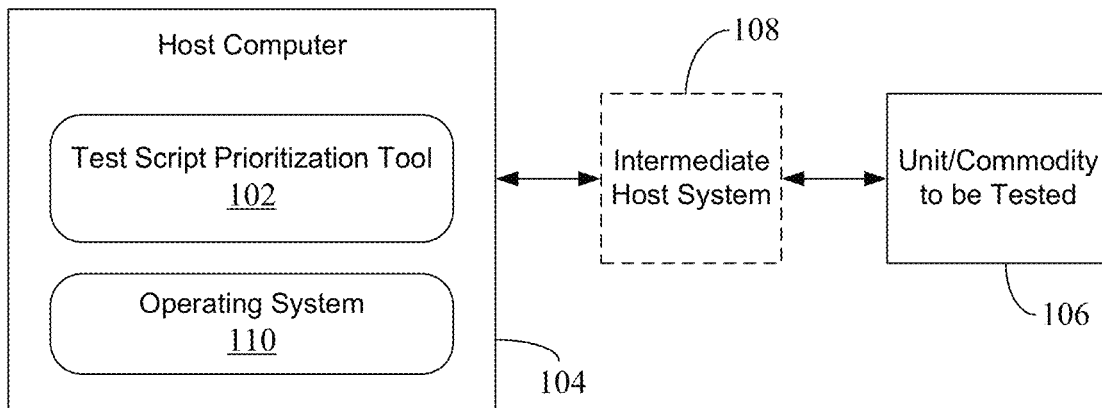 Host Computer
Test Script Prioritization Tool
102
Operating System
110
104
108
Intermediate
Host System
Unit/Commodity
to be Tested
106